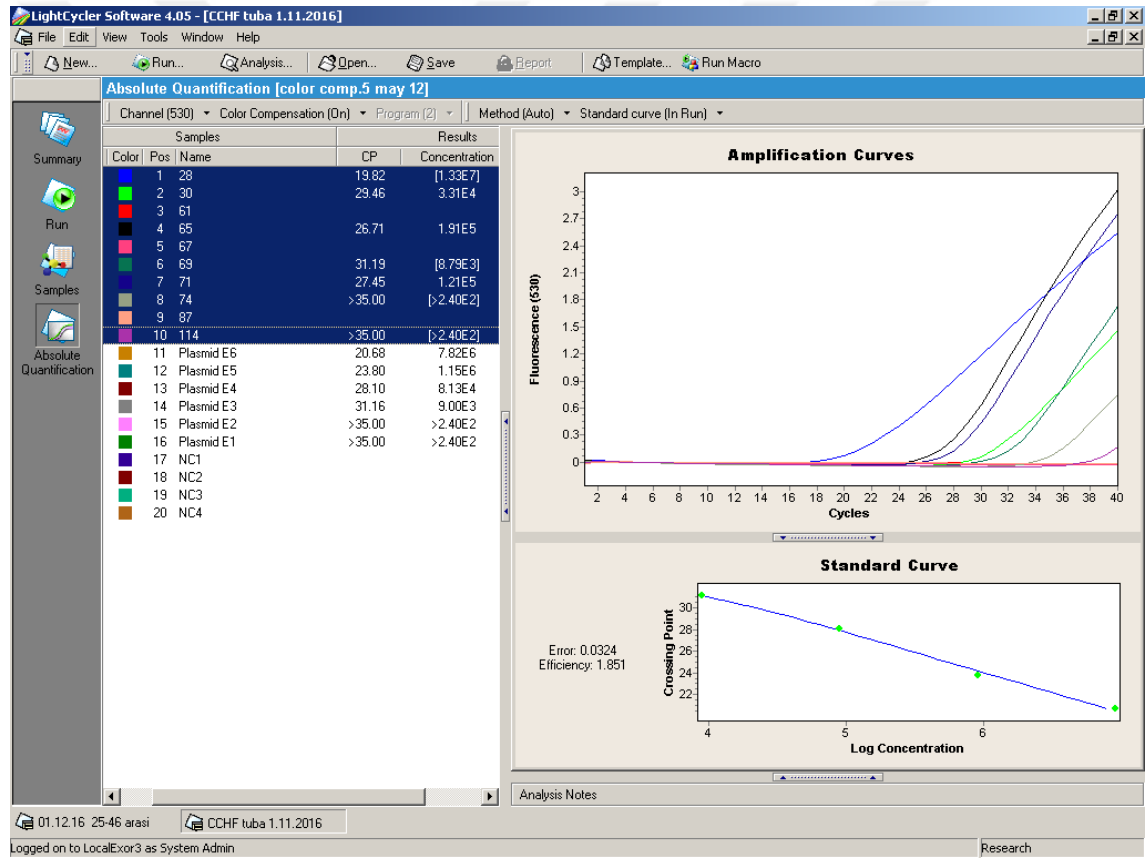 LightCycler Software 4.05 - [CCHF tuba 1.11.2016]
File Edit View Tools Window Help
New... Run... Analysis... Open... Save Report Template... Run Macro
Absolute Quantification [color comp.5 may 12]
Channel (530) Color Compensation (On) Program (2) Method (Auto) Standard curve (In Run)
Summary
Run
Samples
Absolute
Quantification
Samples Results
Color Pos Name CP Concentration
1 28 19.82 [1.33E7]
2 30 29.46 3.31E4
3 61
4 65 26.71 1.91E5
5 67
6 69 31.19 [8.79E3]
7 71 27.45 1.21E5
8 74 >35.00 [>2.40E2]
9 87
10 114 >35.00 [>2.40E2]
11 Plasmid E6 20.68 7.82E6
12 Plasmid E5 23.80 1.15E6
13 Plasmid E4 28.10 8.13E4
14 Plasmid E3 31.16 9.00E3
15 Plasmid E2 >35.00 >2.40E2
16 Plasmid E1 >35.00 >2.40E2
17 NC1
18 NC2
19 NC3
20 NC4
Amplification Curves
Fluorescence (530)
3
2.7
2.4
2.1
1.8
1.5
1.2
0.9
0.6
0.3
0
2 4 6 8 10 12 14 16 18 20 22 24 26 28 30 32 34 36 38 40
Cycles
Standard Curve
Error: 0.0324
Efficiency: 1.851
Crossing Point
30
28
26
24
22
4 5 6
Log Concentration
Analysis Notes
01.12.16 25-46 arasi CCHF tuba 1.11.2016
Logged on to LocalExor3 as System Admin Research